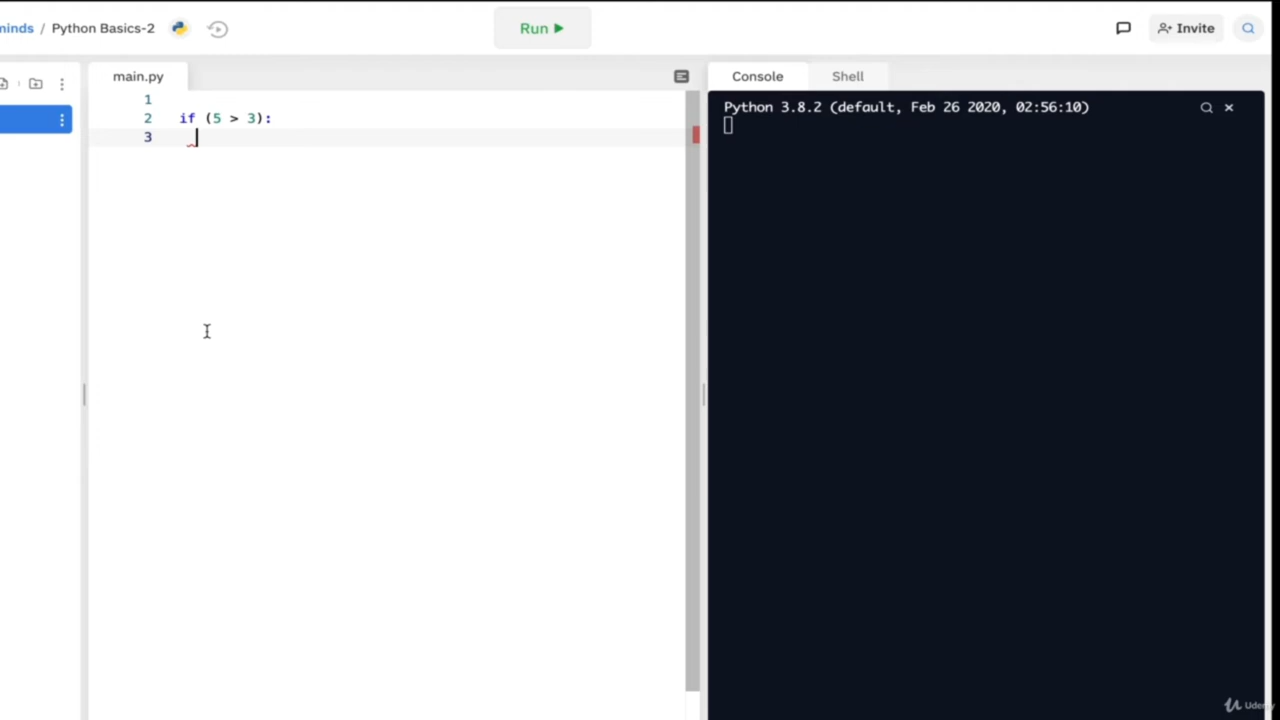 minds / Python Basics-2
Run
Invite
main.py
Console
Shell
1
2 if (5 > 3):
3
Python 3.8.2 (default, Feb 26 2020, 02:56:10)